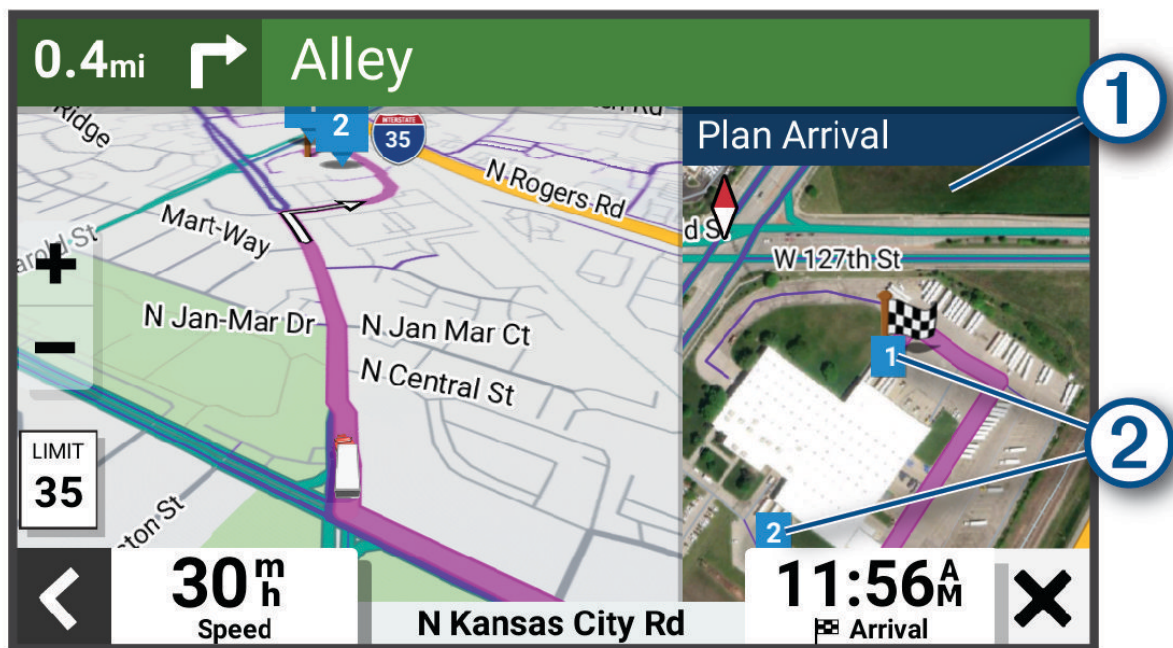 0.4mi
Alley
1
Ridge
2
INTERSTATE
35
N Rogers Rd
Plan Arrival
Mart-Way
W 127th St
N Jan-Mar Dr
N Jan Mar Ct
N Central St
1
LIMIT
35
2
2
30 mh
Speed
N Kansas City Rd
11:56 AM
Arrival